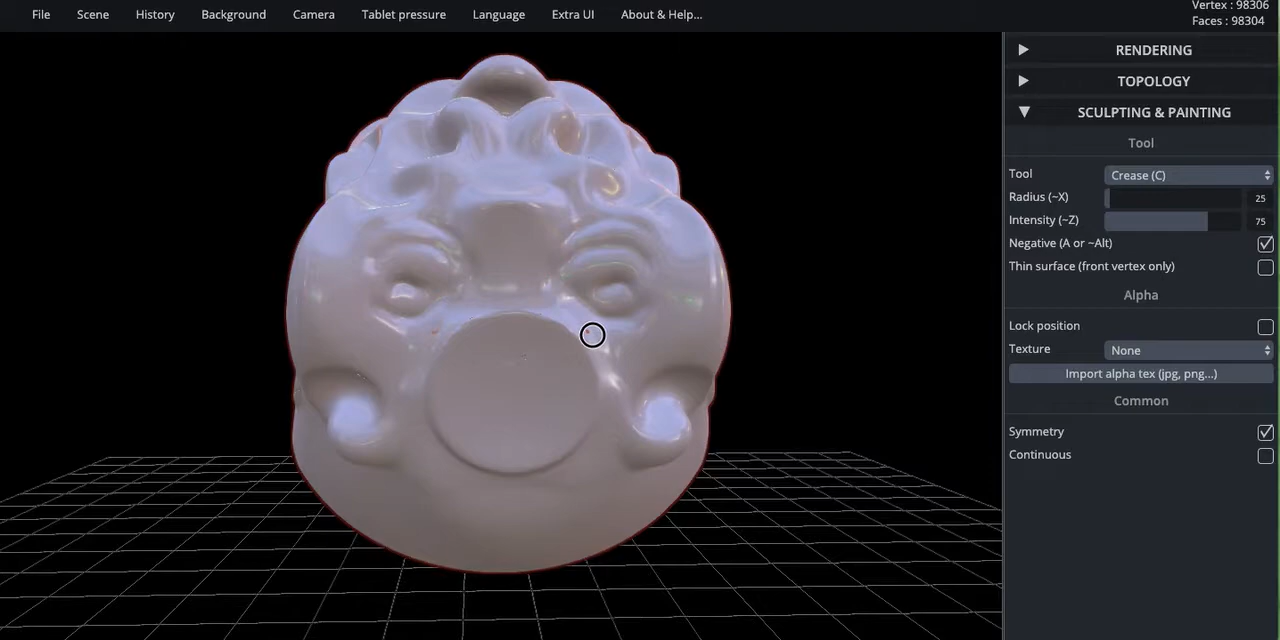 File Scene History Background Camera Tablet pressure Language Extra UI About & Help...
Vertex : 98306
Faces : 98304
RENDERING
TOPOLOGY
SCULPTING & PAINTING
Tool
Tool Crease (C)
Radius (~X) 25
Intensity (~Z) 75
Negative (A or ~Alt)
Thin surface (front vertex only)
Alpha
Lock position
Texture None
Import alpha tex (jpg, png...)
Common
Symmetry
Continuous